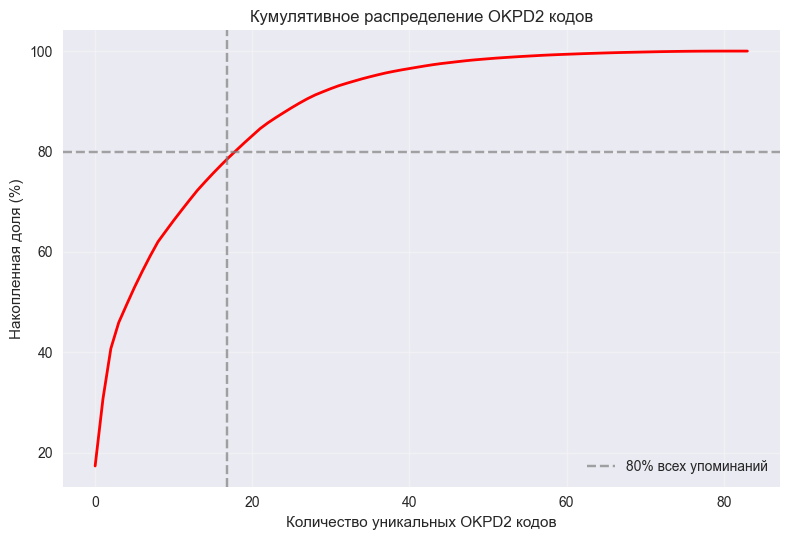 Кумулятивное распределение OKPD2 кодов
Накопленная доля (%)
100
80
60
40
20
80% всех упоминаний
0 20 40 60 80
Количество уникальных OKPD2 кодов